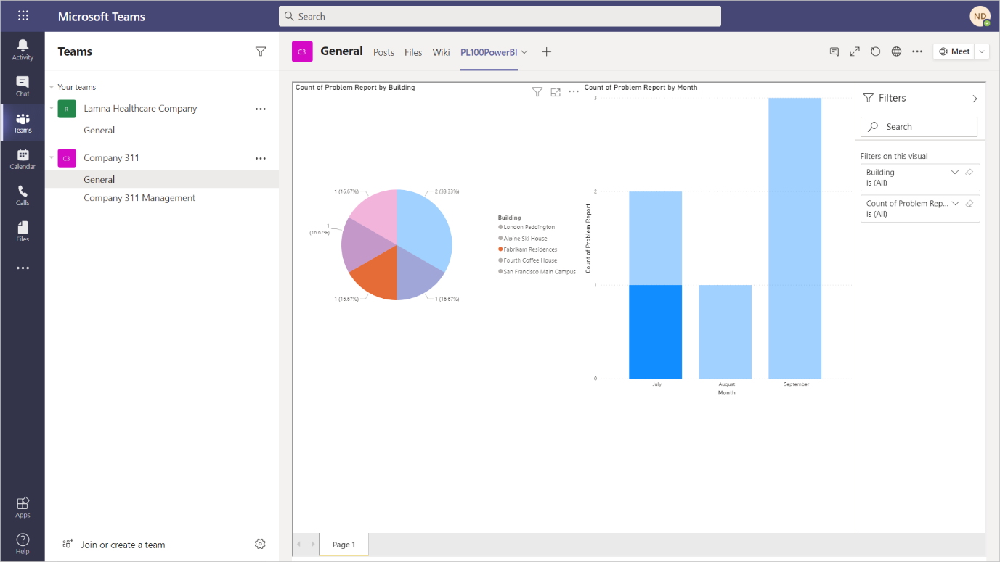 Microsoft Teams
Search
ND
Activity
Chat
Teams
Calendar
Calls
Files
Apps
Help
Teams
Your teams
R
Lamna Healthcare Company
General
C3
Company 311
General
Company 311 Management
Join or create a team
C3
General
Posts
Files
Wiki
PL100PowerBI
Meet
Count of Problem Report by Building
1 (16.67%)
2 (33.33%)
1
(16.67%)
1 (16.67%)
1 (16.67%)
Building
London Paddington
Alpine Ski House
Fabrikam Residences
Fourth Coffee House
San Francisco Main Campus
Count of Problem Report by Month
3
2
1
0
Count of Problem Report
July
August
September
Month
Filters
Search
Filters on this visual
Building
is (All)
Count of Problem Rep...
is (All)
Page 1